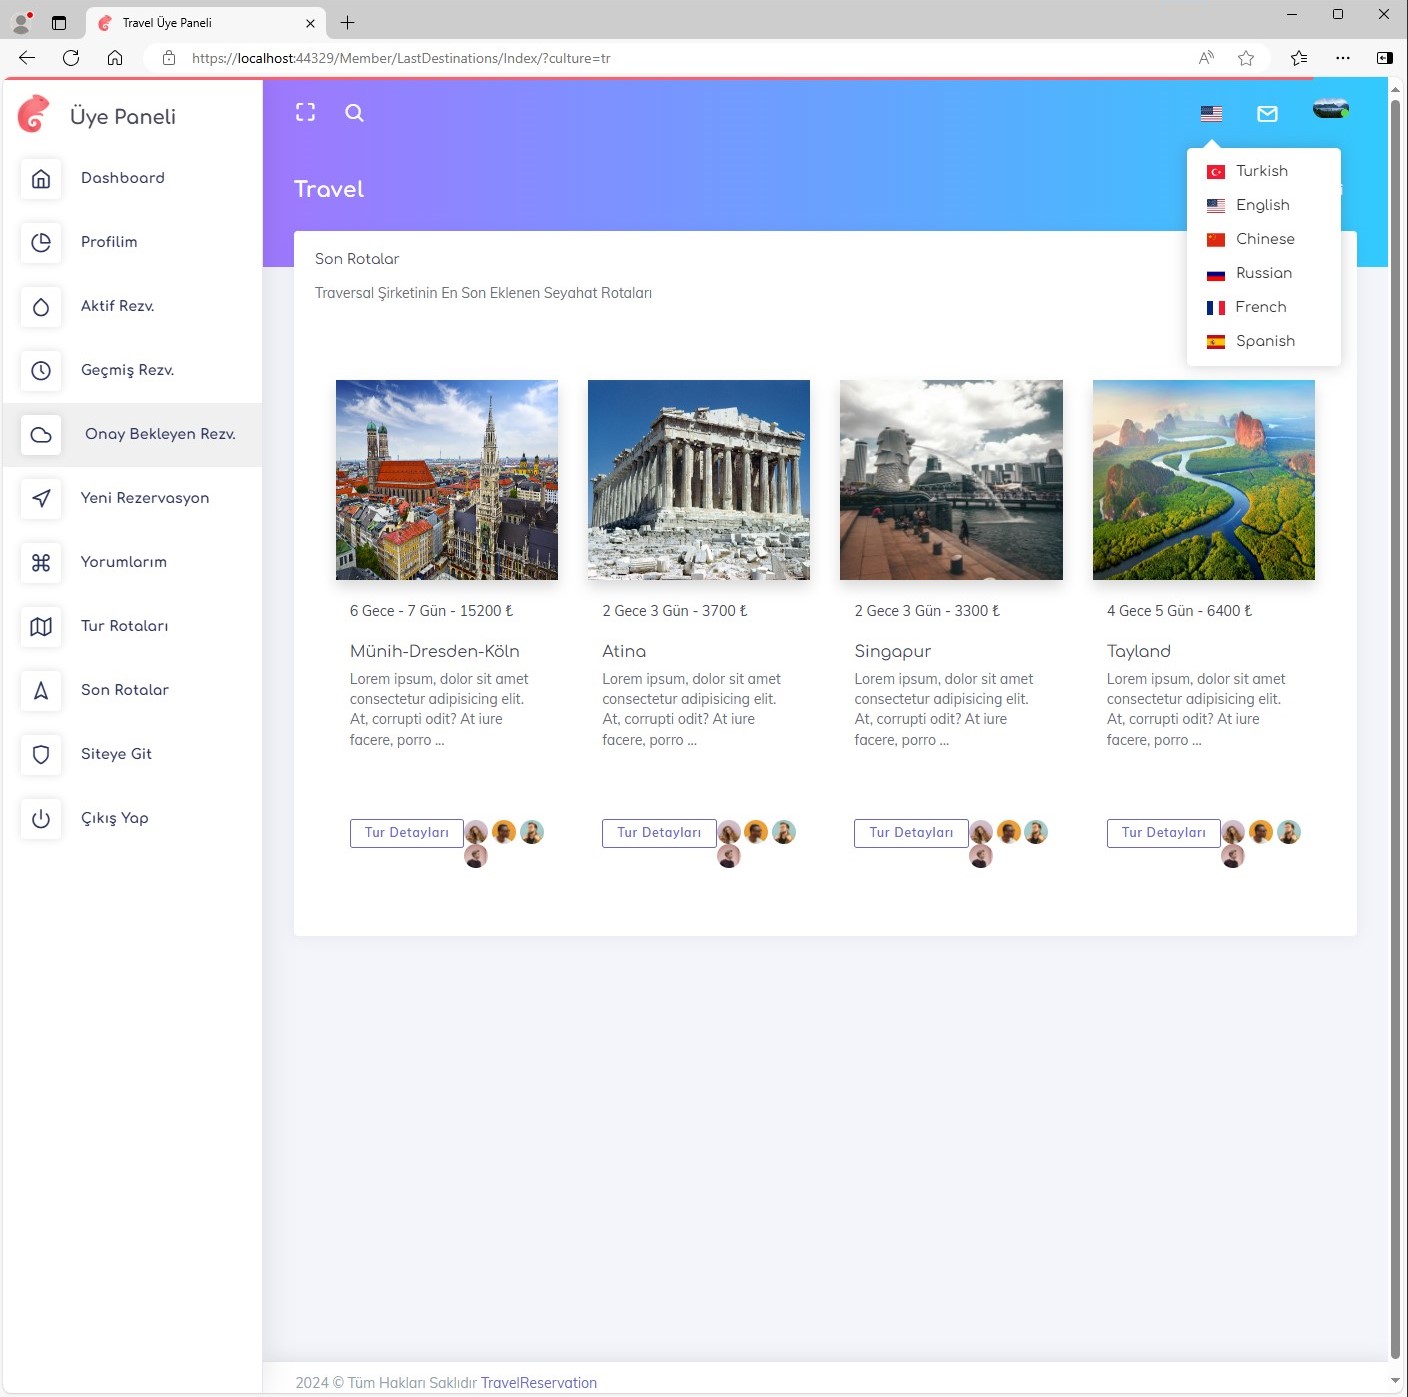 Travel Üye Paneli
https://localhost:44329/Member/LastDestinations/Index/?culture=tr
Üye Paneli
Dashboard
Profilim
Aktif Rezv.
Geçmiş Rezv.
Onay Bekleyen Rezv.
Yeni Rezervasyon
Yorumlarım
Tur Rotaları
Son Rotalar
Siteye Git
Çıkış Yap
Travel
Turkish
English
Chinese
Russian
French
Spanish
Son Rotalar
Traversal Şirketinin En Son Eklenen Seyahat Rotaları
6 Gece - 7 Gün - 15200 ₺
Münih-Dresden-Köln
Lorem ipsum, dolor sit amet
consectetur adipisicing elit.
At, corrupti odit? At iure
facere, porro ...
Tur Detayları
2 Gece 3 Gün - 3700 ₺
Atina
Lorem ipsum, dolor sit amet
consectetur adipisicing elit.
At, corrupti odit? At iure
facere, porro ...
Tur Detayları
2 Gece 3 Gün - 3300 ₺
Singapur
Lorem ipsum, dolor sit amet
consectetur adipisicing elit.
At, corrupti odit? At iure
facere, porro ...
Tur Detayları
4 Gece 5 Gün - 6400 ₺
Tayland
Lorem ipsum, dolor sit amet
consectetur adipisicing elit.
At, corrupti odit? At iure
facere, porro ...
Tur Detayları
2024 © Tüm Hakları Saklıdır TravelReservation